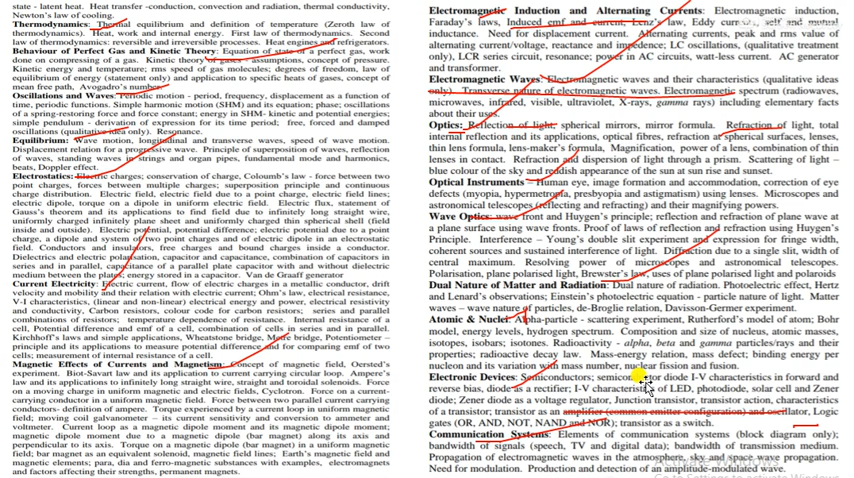 state - latent heat. Heat transfer -conduction, convection and radiation, thermal conductivity,
Newton's law of cooling.
Thermodynamics: Thermal equilibrium and definition of temperature (Zeroth law of
thermodynamics). Heat, work and internal energy. First law of thermodynamics. Second
law of thermodynamics: reversible and irreversible processes. Heat engines and refrigerators.
Behaviour of Perfect Gas and Kinetic Theory: Equation of state of a perfect gas, work
done on compressing of a gas. Kinetic theory of gases - assumptions, concept of pressure.
Kinetic energy and temperature; rms speed of gas molecules; degrees of freedom, law of
equilibrium of energy (statement only) and application to specific heats of gases, concept of
mean free path, Avogadro's number.
Oscillations and Waves: Periodic motion - period, frequency, displacement as a function of
time, periodic functions. Simple harmonic motion (SHM) and its equation; phase; oscillations
of a spring-restoring force and force constant; energy in SHM- kinetic and potential energies;
simple pendulum - derivation of expression for its time period; free, forced and damped
oscillations (qualitative idea only). Resonance.
Equilibrium: Wave motion, longitudinal and transverse waves, speed of wave motion.
Displacement relation for a progressive wave. Principle of superposition of waves, reflection
of waves, standing waves in strings and organ pipes, fundamental mode and harmonics,
beats, Doppler effect.
Electrostatics: Electric charges; conservation of charge, Coloumb's law - force between two
point charges, forces between multiple charges; superposition principle and continuous
charge distribution. Electric field, electric field due to a point charge, electric field lines;
electric dipole, torque on a dipole in uniform electric field. Electric flux, statement of
Gauss's theorem and its applications to find field due to infinitely long straight wire,
uniformly charged infinitely plane sheet and uniformly charged thin spherical shell (field
inside and outside). Electric potential, potential difference; electric potential due to a point
charge, a dipole and system of two point charges and of electric dipole in an electrostatic
field. Conductors and insulators, free charges and bound charges inside a conductor.
Dielectrics and electric polarisation, capacitor and capacitance, combination of capacitors
in series and in parallel, capacitance of a parallel plate capacitor with and without dielectric
medium between the plates, energy stored in a capacitor. Van de Graaff generator
Current Electricity: Electric current, flow of electric charges in a metallic conductor, drift
velocity and mobility and their relation with electric current; Ohm's law, electrical resistance,
V-I characteristics, (linear and non-linear) electrical energy and power, electrical resistivity
and conductivity, Carbon resistors, colour code for carbon resistors; series and parallel
combinations of resistors; temperature dependence of resistance. Internal resistance of a
cell, Potential and emf of a cell, combination of cells in series and in parallel.
Kirchhoff's laws and simple applications, Wheatstone bridge, Metre bridge, Potentiometer –
principle and its applications to measure potential difference and for comparing emf of two
cells; measurement of internal resistance of a cell.
Magnetic Effects of Currents and Magnetism: Concept of magnetic field, Oersted's
experiment. Biot-Savart law and its application to current carrying circular loop. Ampere's
law and its applications to infinitely long straight wire, straight and toroidal solenoids. Force
on a moving charge in uniform magnetic and electric fields, Cyclotron. Force on a current-
carrying conductor in a uniform magnetic field. Force between two parallel current carrying
conductors- definition of ampere. Torque experienced by a current loop in uniform magnetic
field; moving coil galvanometer – its current sensitivity and conversion to ammeter and
voltmeter. Current loop as a magnetic dipole moment and its magnetic dipole moment;
magnetic dipole moment due to a magnetic dipole (bar magnet) along its axis and
perpendicular to its axis. Torque on a magnetic dipole (bar magnet) in a uniform magnetic
field; bar magnet as an equivalent solenoid, magnetic field lines; Earth's magnetic field and
magnetic elements; para, dia and ferro-magnetic substances with examples, electromagnets
and factors affecting their strengths, permanent magnets.
Electromagnetic Induction and Alternating Currents: Electromagnetic induction,
Faraday's laws, Induced emf and current; Lenz's law, Eddy currents, self and mutual
inductance. Need for displacement current. Alternating currents, peak and rms value of
alternating current/voltage, reactance and impedence; LC oscillations, (qualitative treatment
only), LCR series circuit, resonance; power in AC circuits, watt-less current. AC generator
and transformer.
Electromagnetic Waves: Electromagnetic waves and their characteristics (qualitative ideas
only). Transverse nature of electromagnetic waves. Electromagnetic spectrum (radiowaves,
microwaves, infrared, visible, ultraviolet, X-rays, gamma rays) including elementary facts
about their uses.
Optics: Reflection of light, spherical mirrors, mirror formula. Refraction of light, total
internal reflection and its applications, optical fibres, refraction at spherical surfaces, lenses,
thin lens formula, lens-maker's formula, Magnification, power of a lens, combination of thin
lenses in contact. Refraction and dispersion of light through a prism. Scattering of light –
blue colour of the sky and reddish appearance of the sun at sun rise and sunset.
Optical Instruments – Human eye, image formation and accommodation, correction of eye
defects (myopia, hypermetropia, presbyopia and astigmatism) using lenses. Microscopes and
astronomical telescopes (reflecting and refracting) and their magnifying powers.
Wave Optics: wave front and Huygen's principle; reflection and refraction of plane wave at
a plane surface using wave fronts. Proof of laws of reflection and refraction using Huygen's
Principle. Interference – Young's double slit experiment and expression for fringe width,
coherent sources and sustained interference of light. Diffraction due to a single slit, width of
central maximum. Resolving power of microscopes and astronomical telescopes.
Polarisation, plane polarised light, Brewster's law, uses of plane polarised light and polaroids
Dual Nature of Matter and Radiation: Dual nature of radiation. Photoelectric effect, Hertz
and Lenard's observations; Einstein's photoelectric equation - particle nature of light. Matter
waves – wave nature of particles, de-Broglie relation, Davisson-Germer experiment.
Atomic & Nuclei: Alpha-particle - scattering experiment, Rutherford's model of atom; Bohr
model, energy levels, hydrogen spectrum. Composition and size of nucleus, atomic masses,
isotopes, isobars; isotones. Radioactivity - alpha, beta and gamma particles/rays and their
properties; radioactive decay law. Mass-energy relation, mass defect; binding energy per
nucleon and its variation with mass number, nuclear fission and fusion.
Electronic Devices: Semiconductors; semiconductor diode I-V characteristics in forward and
reverse bias, diode as a rectifier; I-V characteristics of LED, photodiode, solar cell and Zener
diode; Zener diode as a voltage regulator, Junction transistor, transistor action, characteristics
of a transistor; transistor as an amplifier (common emitter configuration) and oscillator, Logic
gates (OR, AND, NOT, NAND and NOR); transistor as a switch.
Communication Systems: Elements of communication systems (block diagram only);
bandwidth of signals (speech, TV and digital data); bandwidth of transmission medium.
Propagation of electromagnetic waves in the atmosphere, sky and space wave propagation.
Need for modulation. Production and detection of an amplitude-modulated wave.
Activate Windows